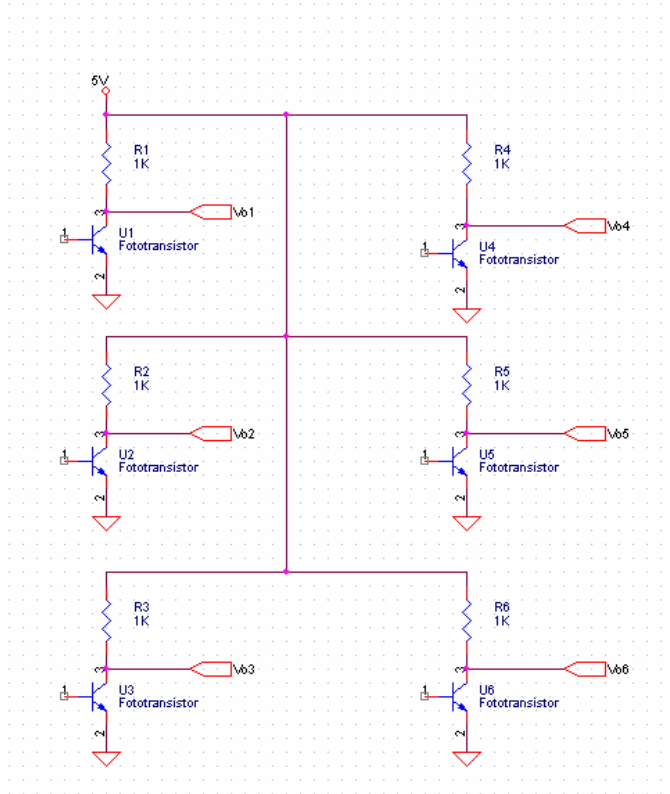 5V
R1
1K
3
Vo1
1
U1
Fototransistor
2
R4
1K
3
Vo4
1
U4
Fototransistor
2
R2
1K
3
Vo2
1
U2
Fototransistor
2
R5
1K
3
Vo5
1
U5
Fototransistor
2
R3
1K
3
Vo3
1
U3
Fototransistor
2
R6
1K
3
Vo6
1
U6
Fototransistor
2